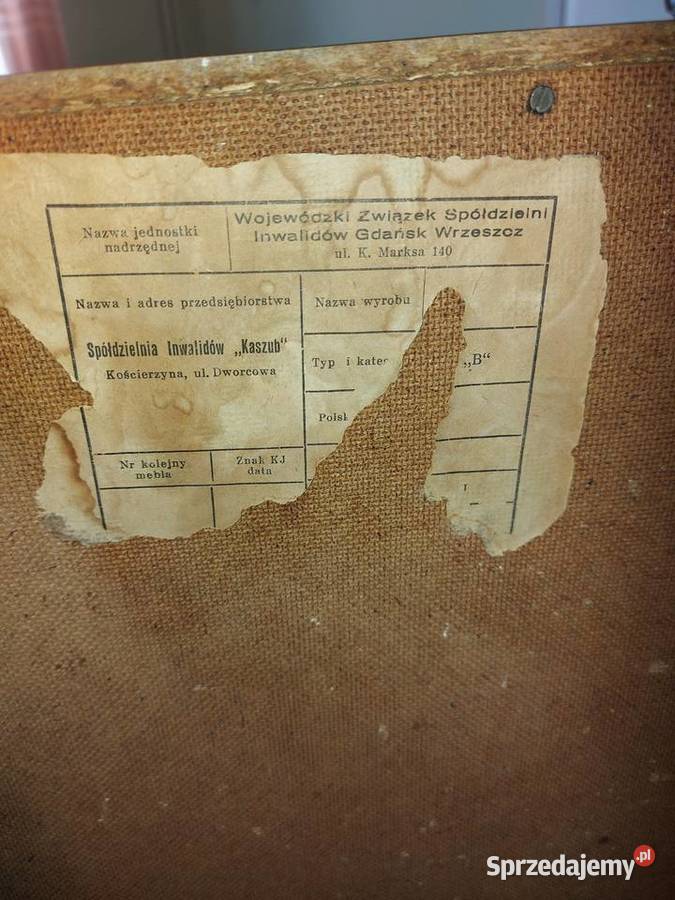 Nazwa jednostki
nadrzędnej
Wojewódzki Związek Spółdzielni
Inwalidów Gdańsk Wrzeszcz
ul. K. Marksa 140
Nazwa i adres przedsiębiorstwa
Spółdzielnia Inwalidów „Kaszub"
Kościerzyna, ul. Dworcowa
Nazwa wyrobu
Typ i kateg
„B"
Nr kolejny
mebla
Znak KJ
data
Sprzedajemy.pl